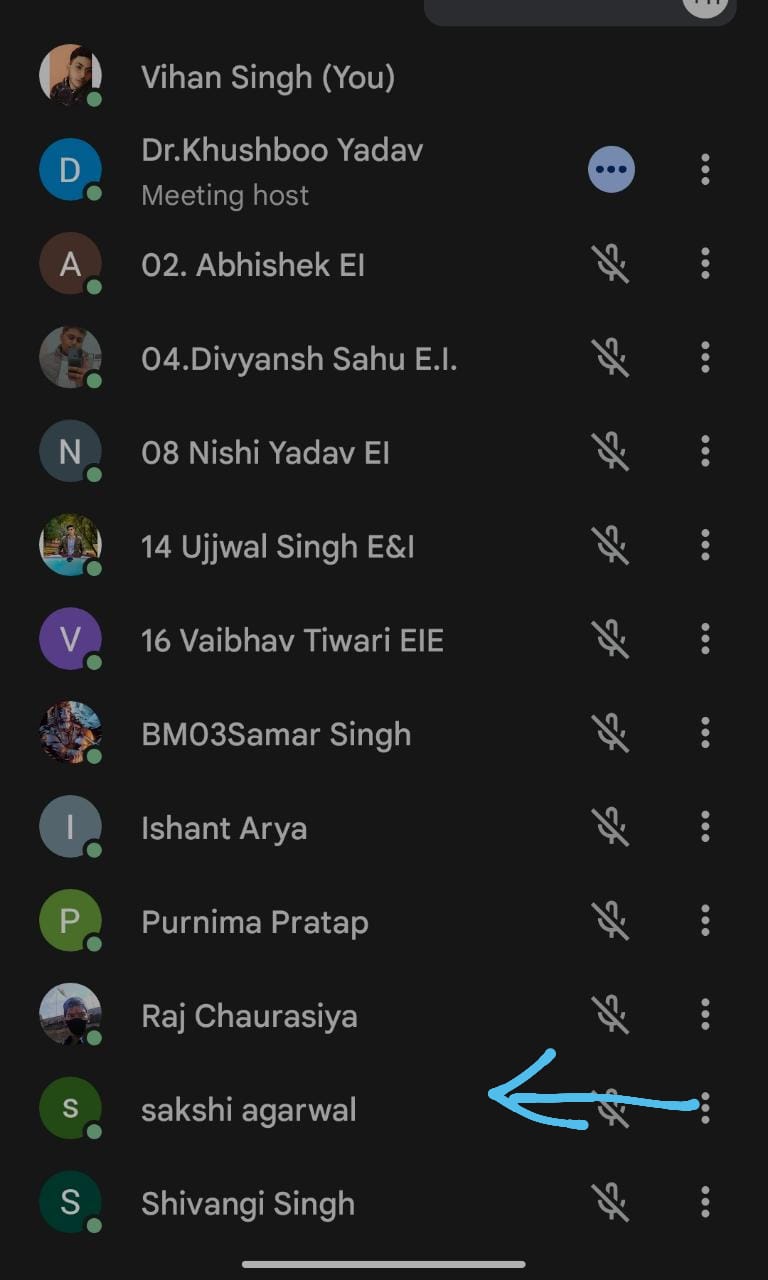 Vihan Singh (You)
D
Dr.Khushboo Yadav
Meeting host
A
02. Abhishek EI
04.Divyansh Sahu E.I.
N
08 Nishi Yadav EI
14 Ujjwal Singh E&I
V
16 Vaibhav Tiwari EIE
BM03Samar Singh
I
Ishant Arya
P
Purnima Pratap
Raj Chaurasiya
s
sakshi agarwal
S
Shivangi Singh